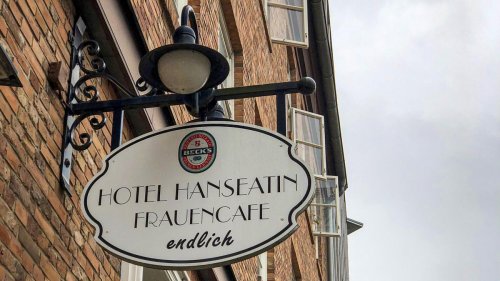 BECK'S
HOTEL HANSEATIN
FRAUENCAFE
endlich